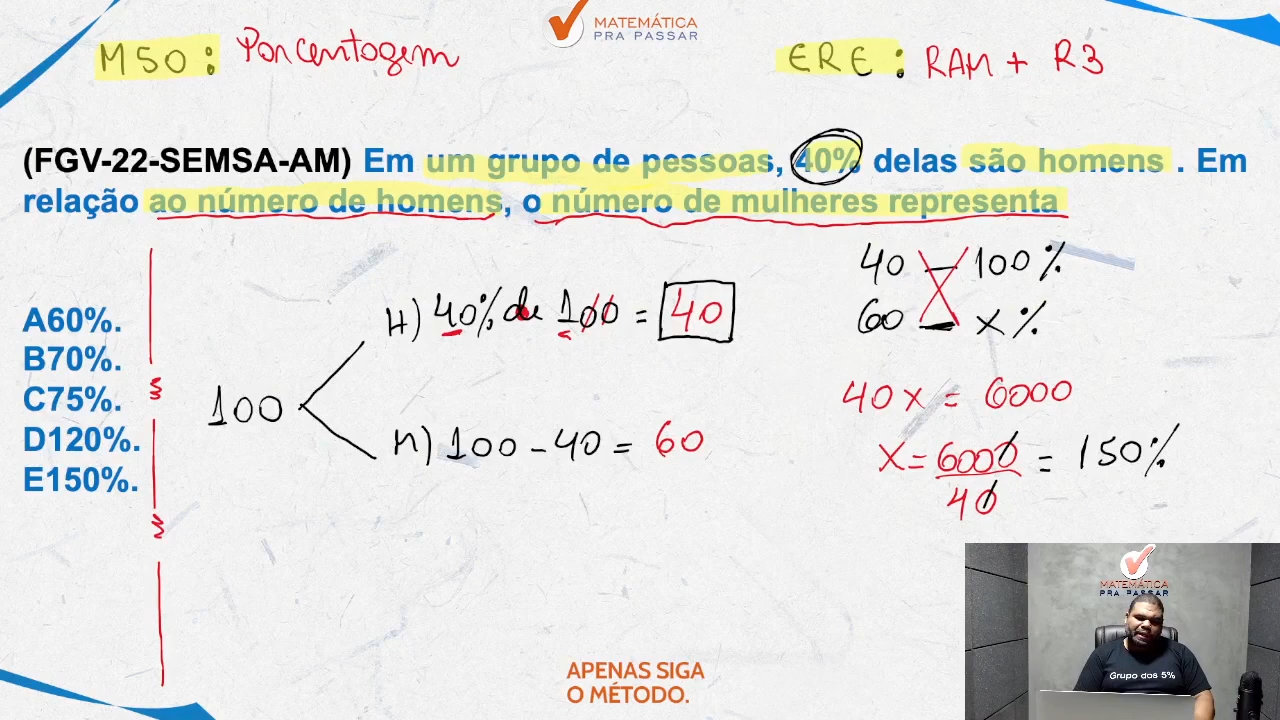 MATEMÁTICA
PRA PASSAR
M50: Porcentagem
ERE: RAM + R3
(FGV-22-SEMSA-AM) Em um grupo de pessoas, 40% delas são homens . Em
relação ao número de homens, o número de mulheres representa
A60%.
B70%.
C75%.
D120%.
E150%.
100
H) 40% de 100 = 40
M) 100 - 40 = 60
40 — 100%
60 — x%
40x = 6000
x = 6000/40 = 150%
MATEMÁTICA
PRA PASSAR
Grupo dos 5%
APENAS SIGA
O MÉTODO.